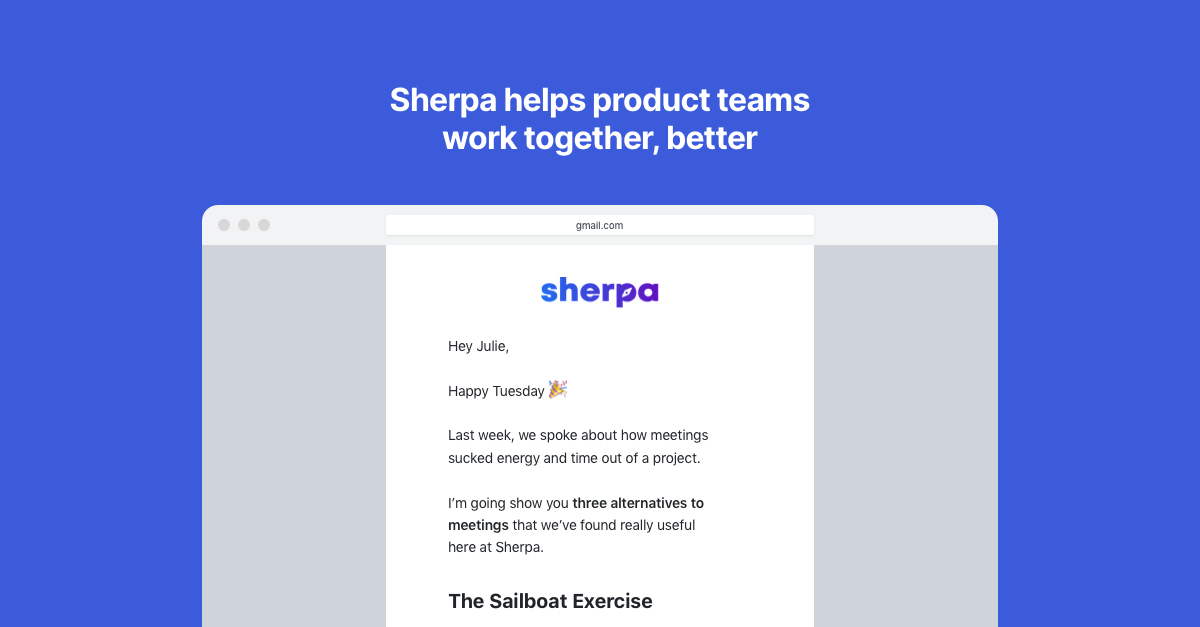 Sherpa helps product teams
work together, better
gmail.com
sherpa
Hey Julie,
Happy Tuesday 🎉
Last week, we spoke about how meetings
sucked energy and time out of a project.
I’m going show you three alternatives to
meetings that we’ve found really useful
here at Sherpa.
The Sailboat Exercise